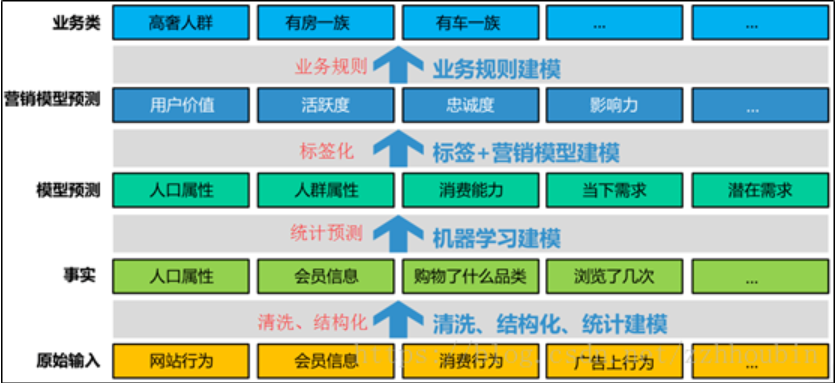 业务类 高奢人群 有房一族 有车一族 ... ...
业务规则 业务规则建模
营销模型预测 用户价值 活跃度 忠诚度 影响力 ...
标签化 标签+营销模型建模
模型预测 人口属性 人群属性 消费能力 当下需求 潜在需求
统计预测 机器学习建模
事实 人口属性 会员信息 购物了什么品类 浏览了几次 ...
清洗、结构化 清洗、结构化、统计建模
原始输入 网站行为 会员信息 消费行为 广告上行为 ...